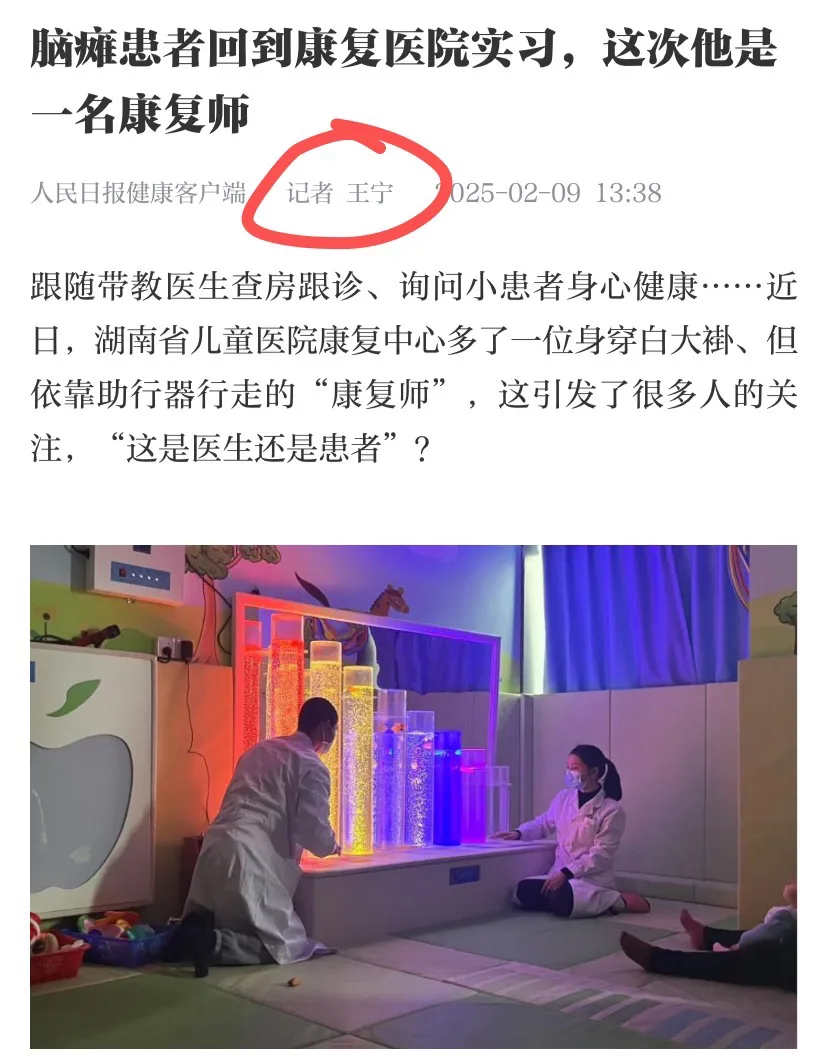 脑瘫患者回到康复医院实习，这次他是
一名康复师
人民日报健康客户端 记者 王宁 2025-02-09 13:38
跟随带教医生查房跟诊、询问小患者身心健康……近
日，湖南省儿童医院康复中心多了一位身穿白大褂、但
依靠助行器行走的“康复师”，这引发了很多人的关
注，“这是医生还是患者”？